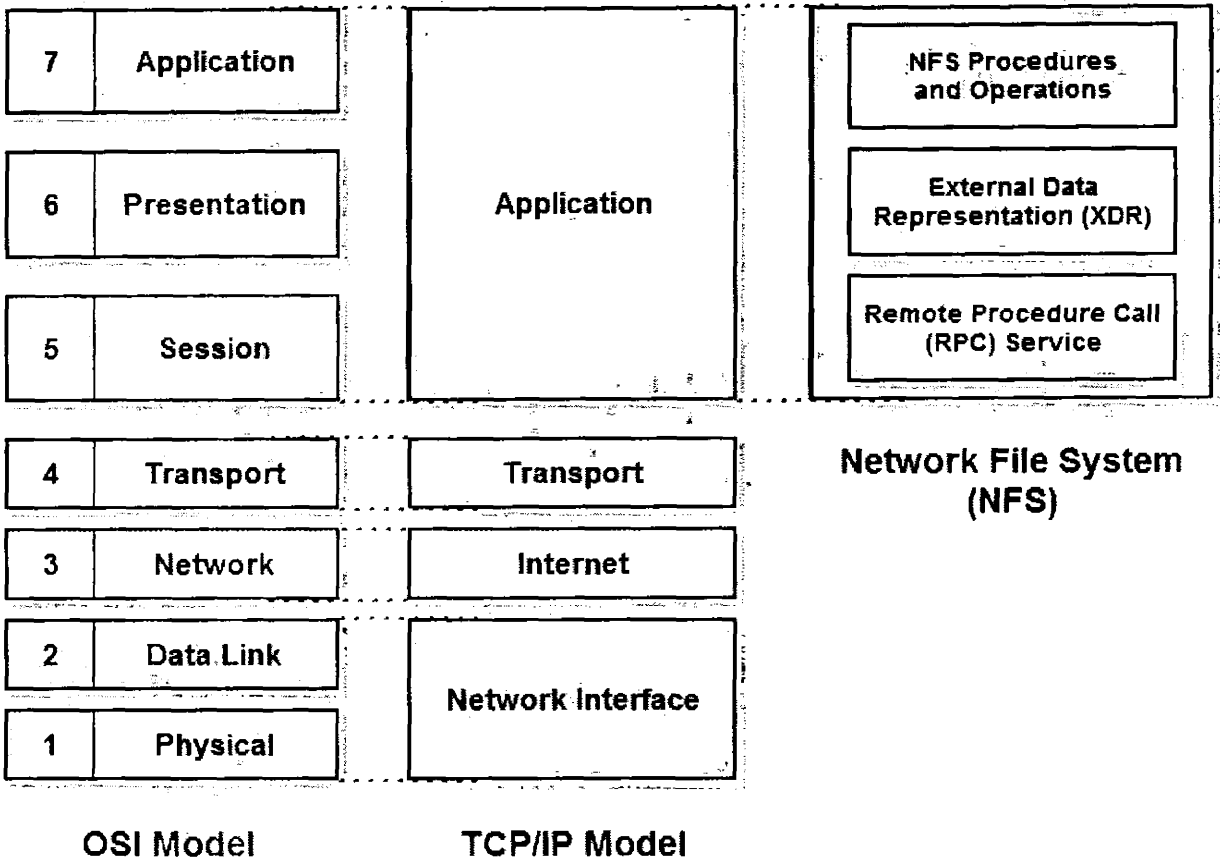 7 Application
6 Presentation
5 Session
4 Transport
3 Network
2 Data Link
1 Physical
OSI Model
Application
Transport
Internet
Network Interface
TCP/IP Model
NFS Procedures
and Operations
External Data
Representation (XDR)
Remote Procedure Call
(RPC) Service
Network File System
(NFS)